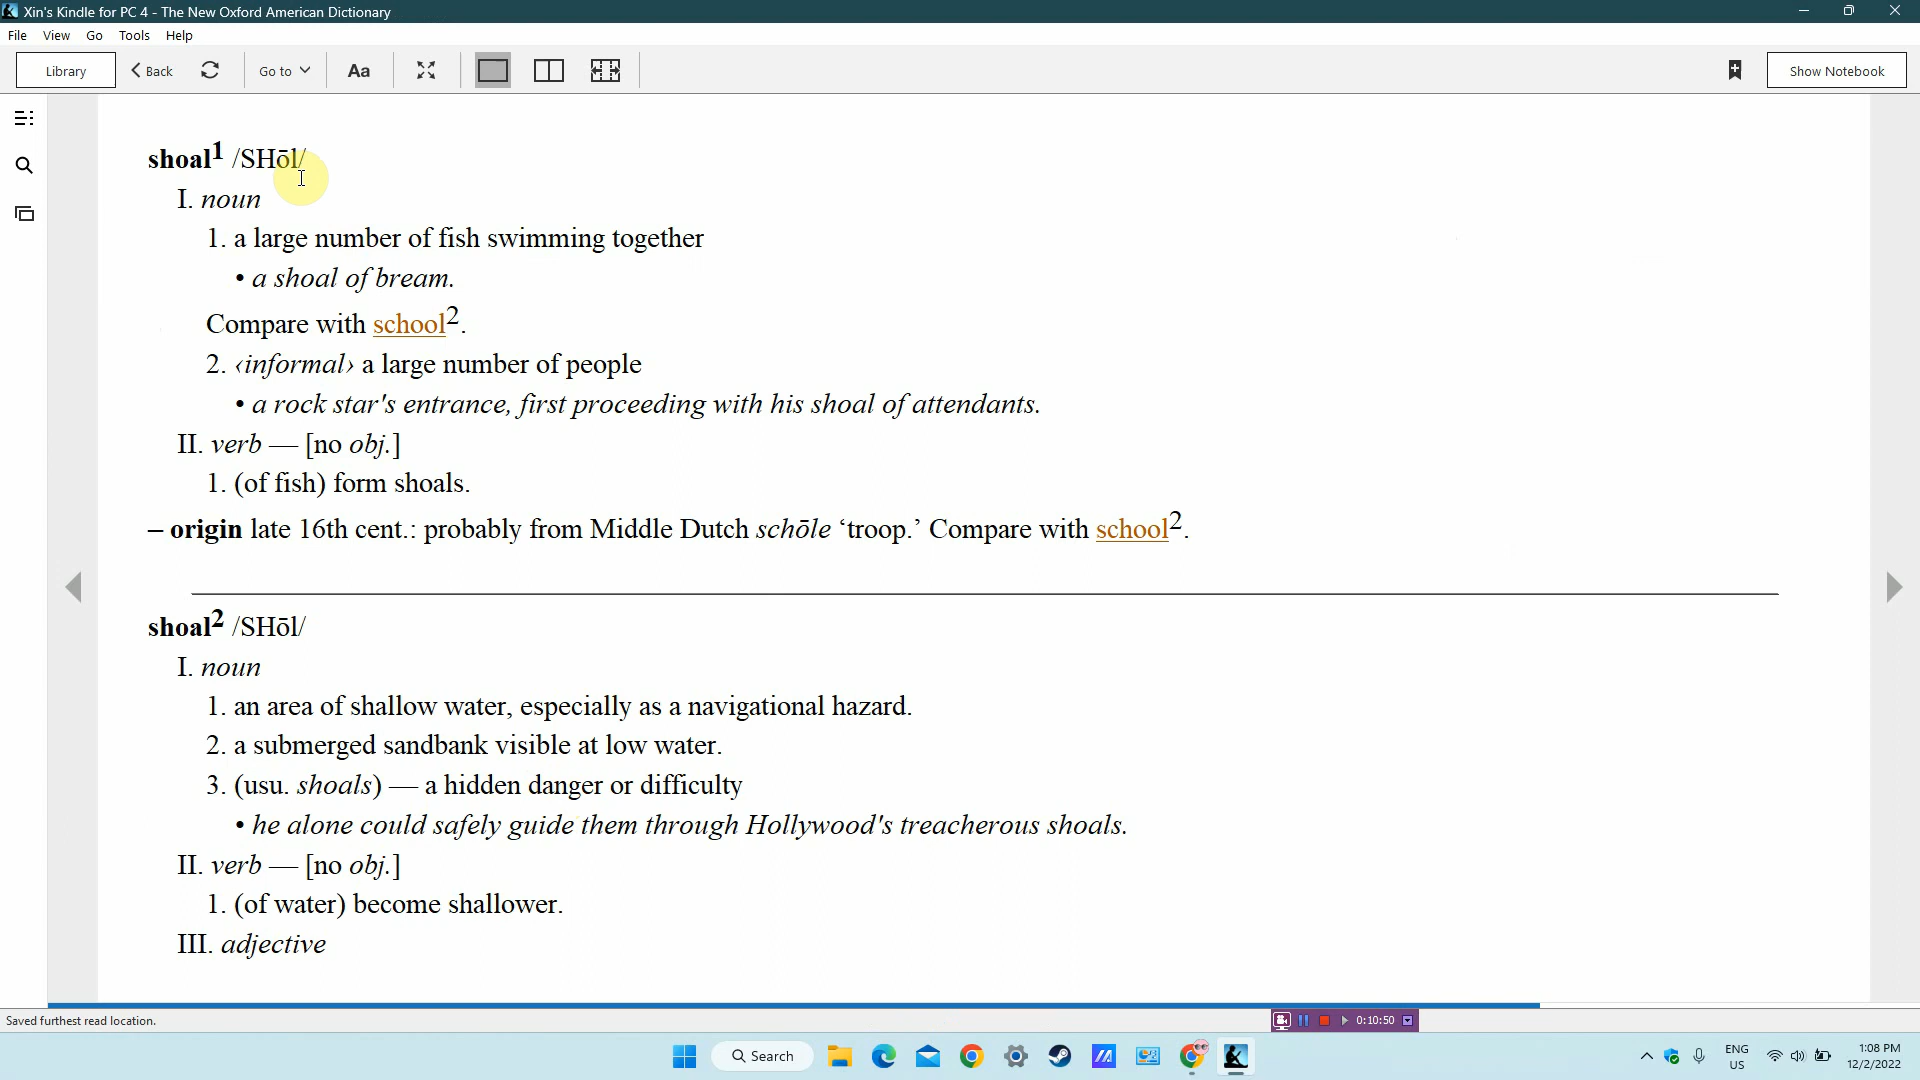 Xin's Kindle for PC 4 - The New Oxford American Dictionary
File View Go Tools Help
Library Back Go to Aa Show Notebook
shoal1 /SHōl/
I. noun
1. a large number of fish swimming together
• a shoal of bream.
Compare with school2.
2. ‹informal› a large number of people
• a rock star's entrance, first proceeding with his shoal of attendants.
II. verb — [no obj.]
1. (of fish) form shoals.
– origin late 16th cent.: probably from Middle Dutch schōle ‘troop.’ Compare with school2.
shoal2 /SHōl/
I. noun
1. an area of shallow water, especially as a navigational hazard.
2. a submerged sandbank visible at low water.
3. (usu. shoals) — a hidden danger or difficulty
• he alone could safely guide them through Hollywood's treacherous shoals.
II. verb — [no obj.]
1. (of water) become shallower.
III. adjective
Saved furthest read location.
0:10:50
Search
ENG
US
1:08 PM
12/2/2022